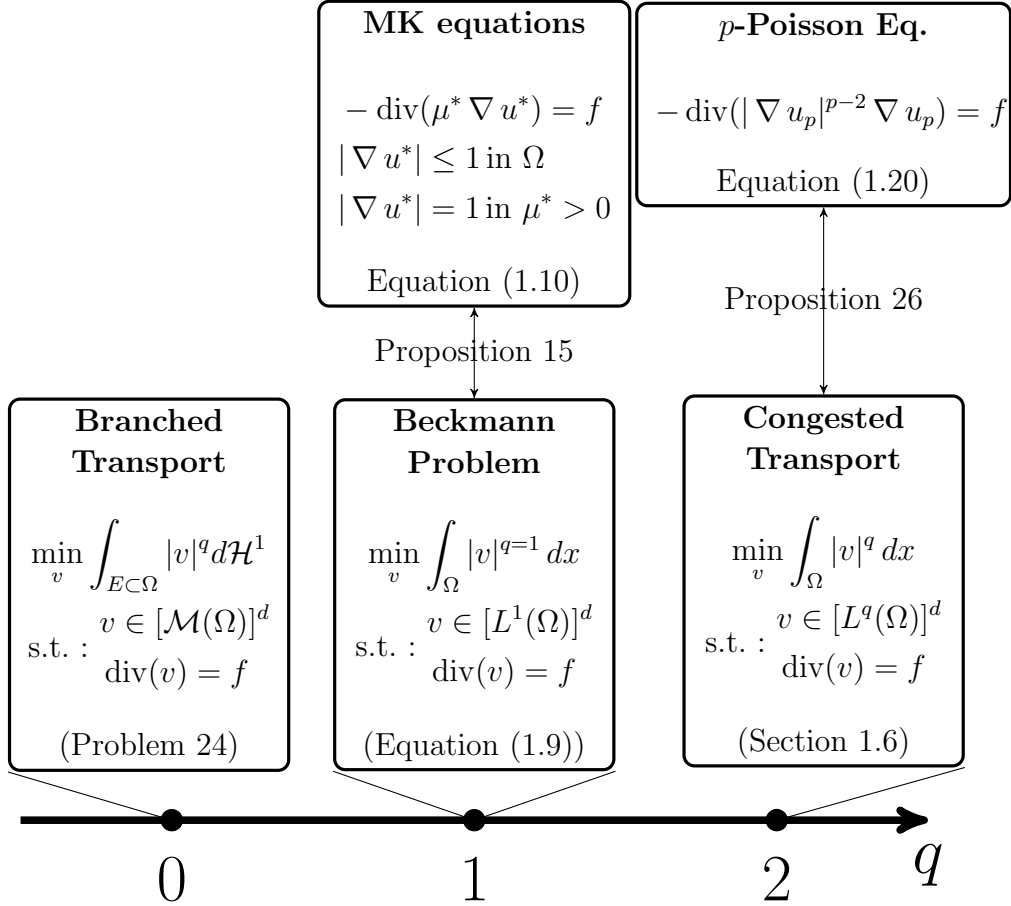 MK equations
− div(μ* ∇ u*) = f
|∇ u*| ≤ 1 in Ω
|∇ u*| = 1 in μ* > 0
Equation (1.10)
p-Poisson Eq.
− div(|∇ u_p|^{p−2} ∇ u_p) = f
Equation (1.20)
Proposition 15
Proposition 26
Branched
Transport
min_v ∫_{E⊂Ω} |v|^q dℋ^1
s.t. : v ∈ [ℳ(Ω)]^d
div(v) = f
(Problem 24)
Beckmann
Problem
min_v ∫_Ω |v|^{q=1} dx
s.t. : v ∈ [L^1(Ω)]^d
div(v) = f
(Equation (1.9))
Congested
Transport
min_v ∫_Ω |v|^q dx
s.t. : v ∈ [L^q(Ω)]^d
div(v) = f
(Section 1.6)
0 1 2 q